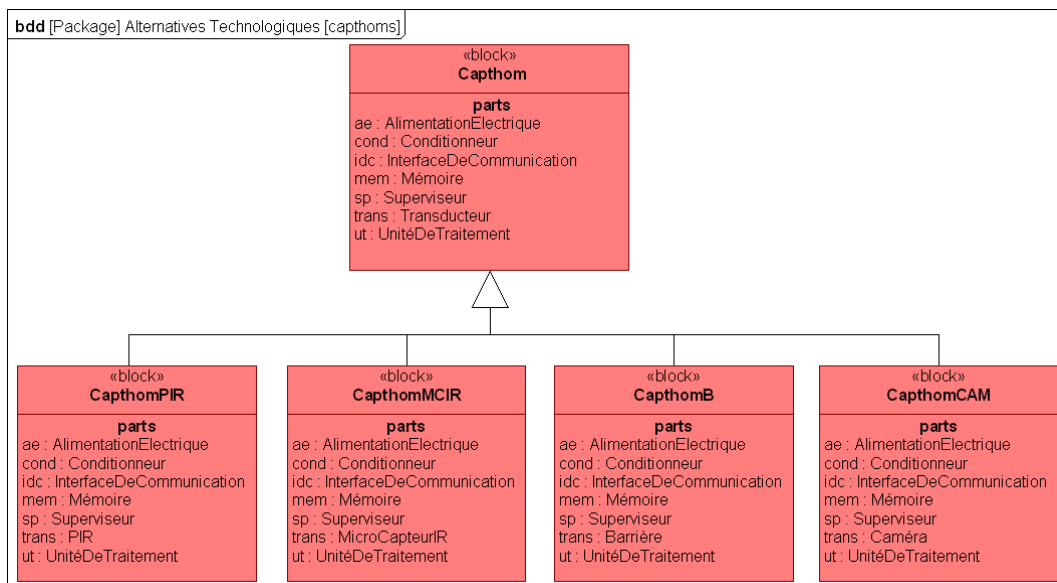 bdd [Package] Alternatives Technologiques [capthoms]
«block»
Capthom
parts
ae : AlimentationElectrique
cond : Conditionneur
idc : InterfaceDeCommunication
mem : Mémoire
sp : Superviseur
trans : Transducteur
ut : UnitéDeTraitement
«block»
CapthomPIR
parts
ae : AlimentationElectrique
cond : Conditionneur
idc : InterfaceDeCommunication
mem : Mémoire
sp : Superviseur
trans : PIR
ut : UnitéDeTraitement
«block»
CapthomMCIR
parts
ae : AlimentationElectrique
cond : Conditionneur
idc : InterfaceDeCommunication
mem : Mémoire
sp : Superviseur
trans : MicroCapteurIR
ut : UnitéDeTraitement
«block»
CapthomB
parts
ae : AlimentationElectrique
cond : Conditionneur
idc : InterfaceDeCommunication
mem : Mémoire
sp : Superviseur
trans : Barrière
ut : UnitéDeTraitement
«block»
CapthomCAM
parts
ae : AlimentationElectrique
cond : Conditionneur
idc : InterfaceDeCommunication
mem : Mémoire
sp : Superviseur
trans : Caméra
ut : UnitéDeTraitement